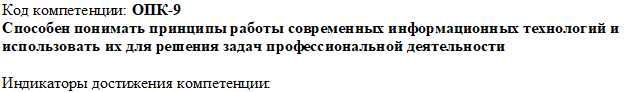 Код компетенции: ОПК-9
Способен понимать принципы работы современных информационных технологий и
использовать их для решения задач профессиональной деятельности
Индикаторы достижения компетенции: